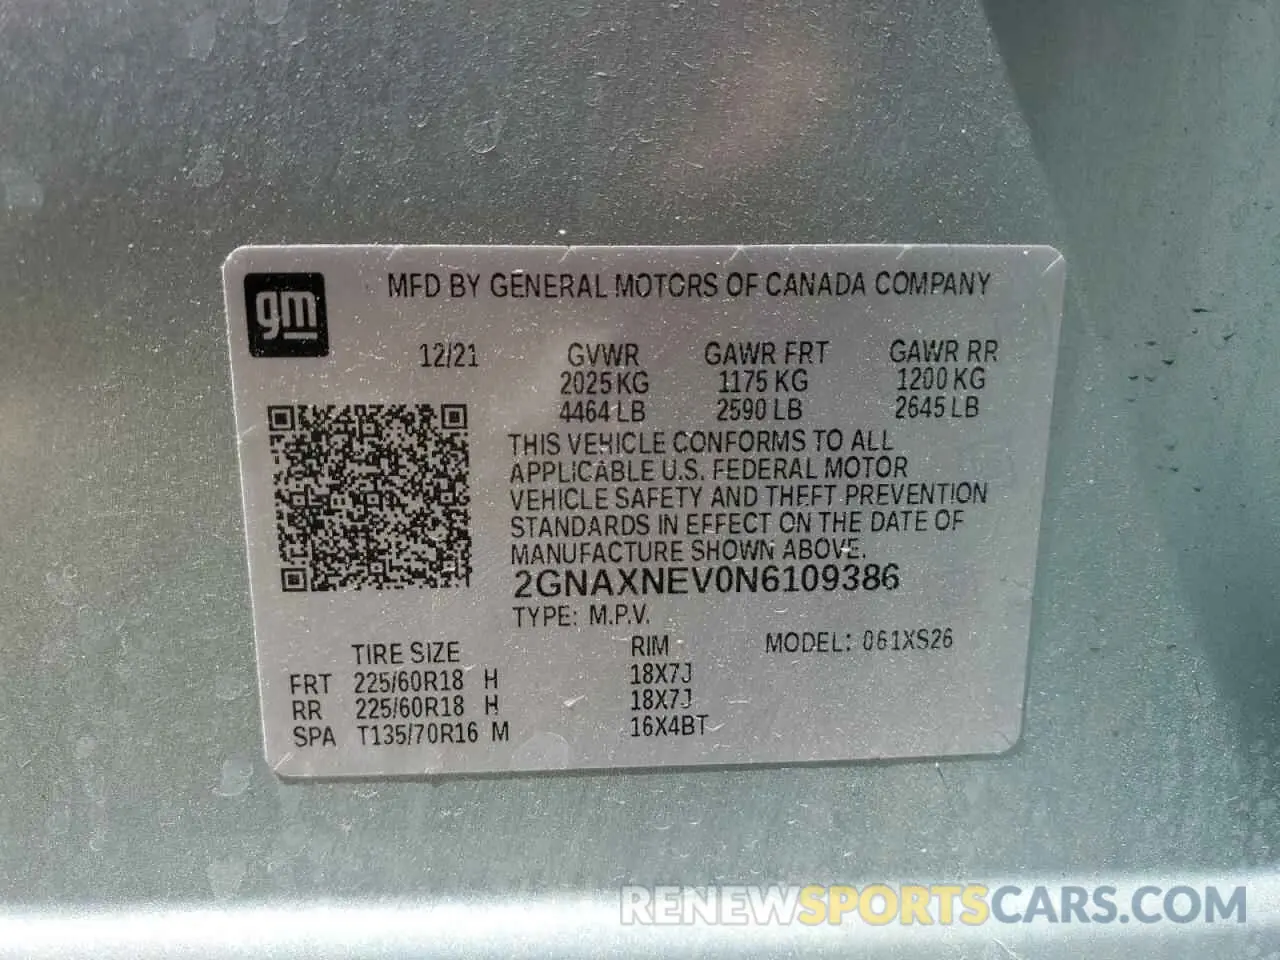 gm
MFD BY GENERAL MOTORS OF CANADA COMPANY
12/21 GVWR GAWR FRT GAWR RR
2025 KG 1175 KG 1200 KG
4464 LB 2590 LB 2645 LB
THIS VEHICLE CONFORMS TO ALL
APPLICABLE U.S. FEDERAL MOTOR
VEHICLE SAFETY AND THEFT PREVENTION
STANDARDS IN EFFECT ON THE DATE OF
MANUFACTURE SHOWN ABOVE.
2GNAXNEV0N6109386
TYPE: M.P.V.
TIRE SIZE RIM MODEL: 061XS26
FRT 225/60R18 H 18X7J
RR 225/60R18 H 18X7J
SPA T135/70R16 M 16X4BT
RENEWSPORTSCARS.COM